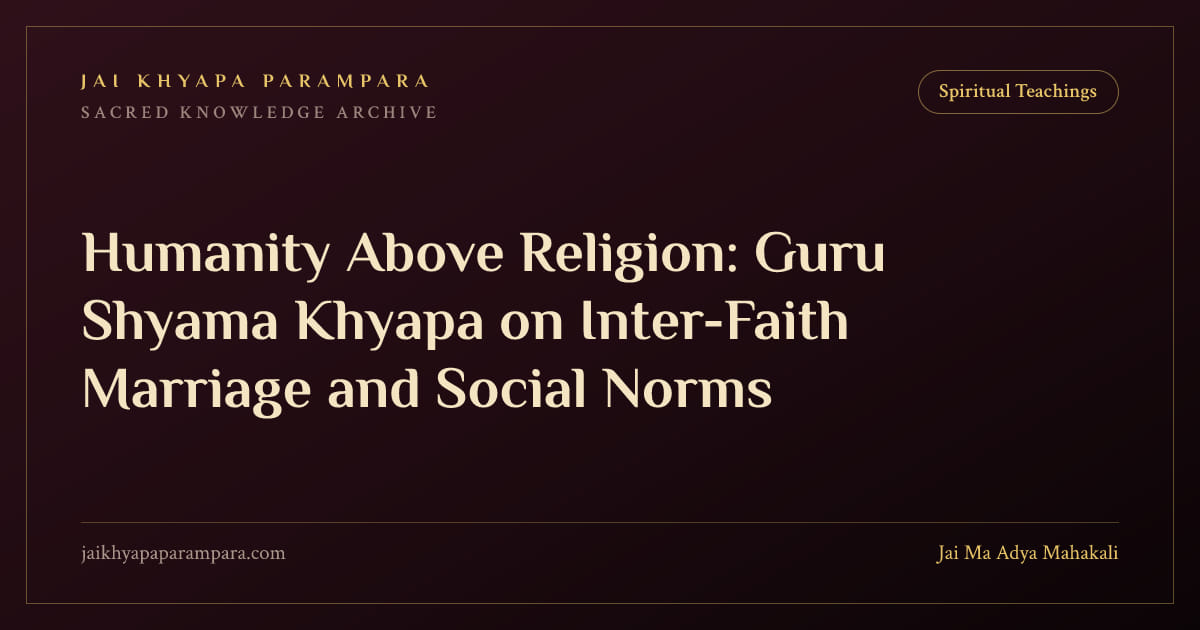 JAI KHYAPA PARAMPARA
SACRED KNOWLEDGE ARCHIVE
Spiritual Teachings
Humanity Above Religion: Guru
Shyama Khyapa on Inter-Faith
Marriage and Social Norms
jaikhyapaparampara.com
Jai Ma Adya Mahakali